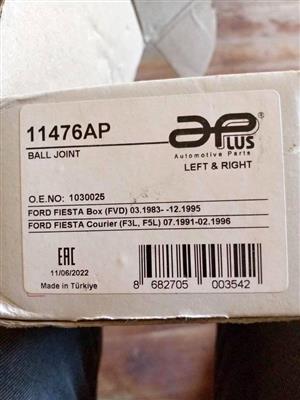 11476AP
BALL JOINT
aPLUS®
Automotive Parts
LEFT & RIGHT
O.E.NO: 1030025
FORD FIESTA Box (FVD) 03.1983- -12.1995
FORD FIESTA Courier (F3L, F5L) 07.1991-02.1996
EAC
11/06/2022
Made in Türkiye
8 682705 003542